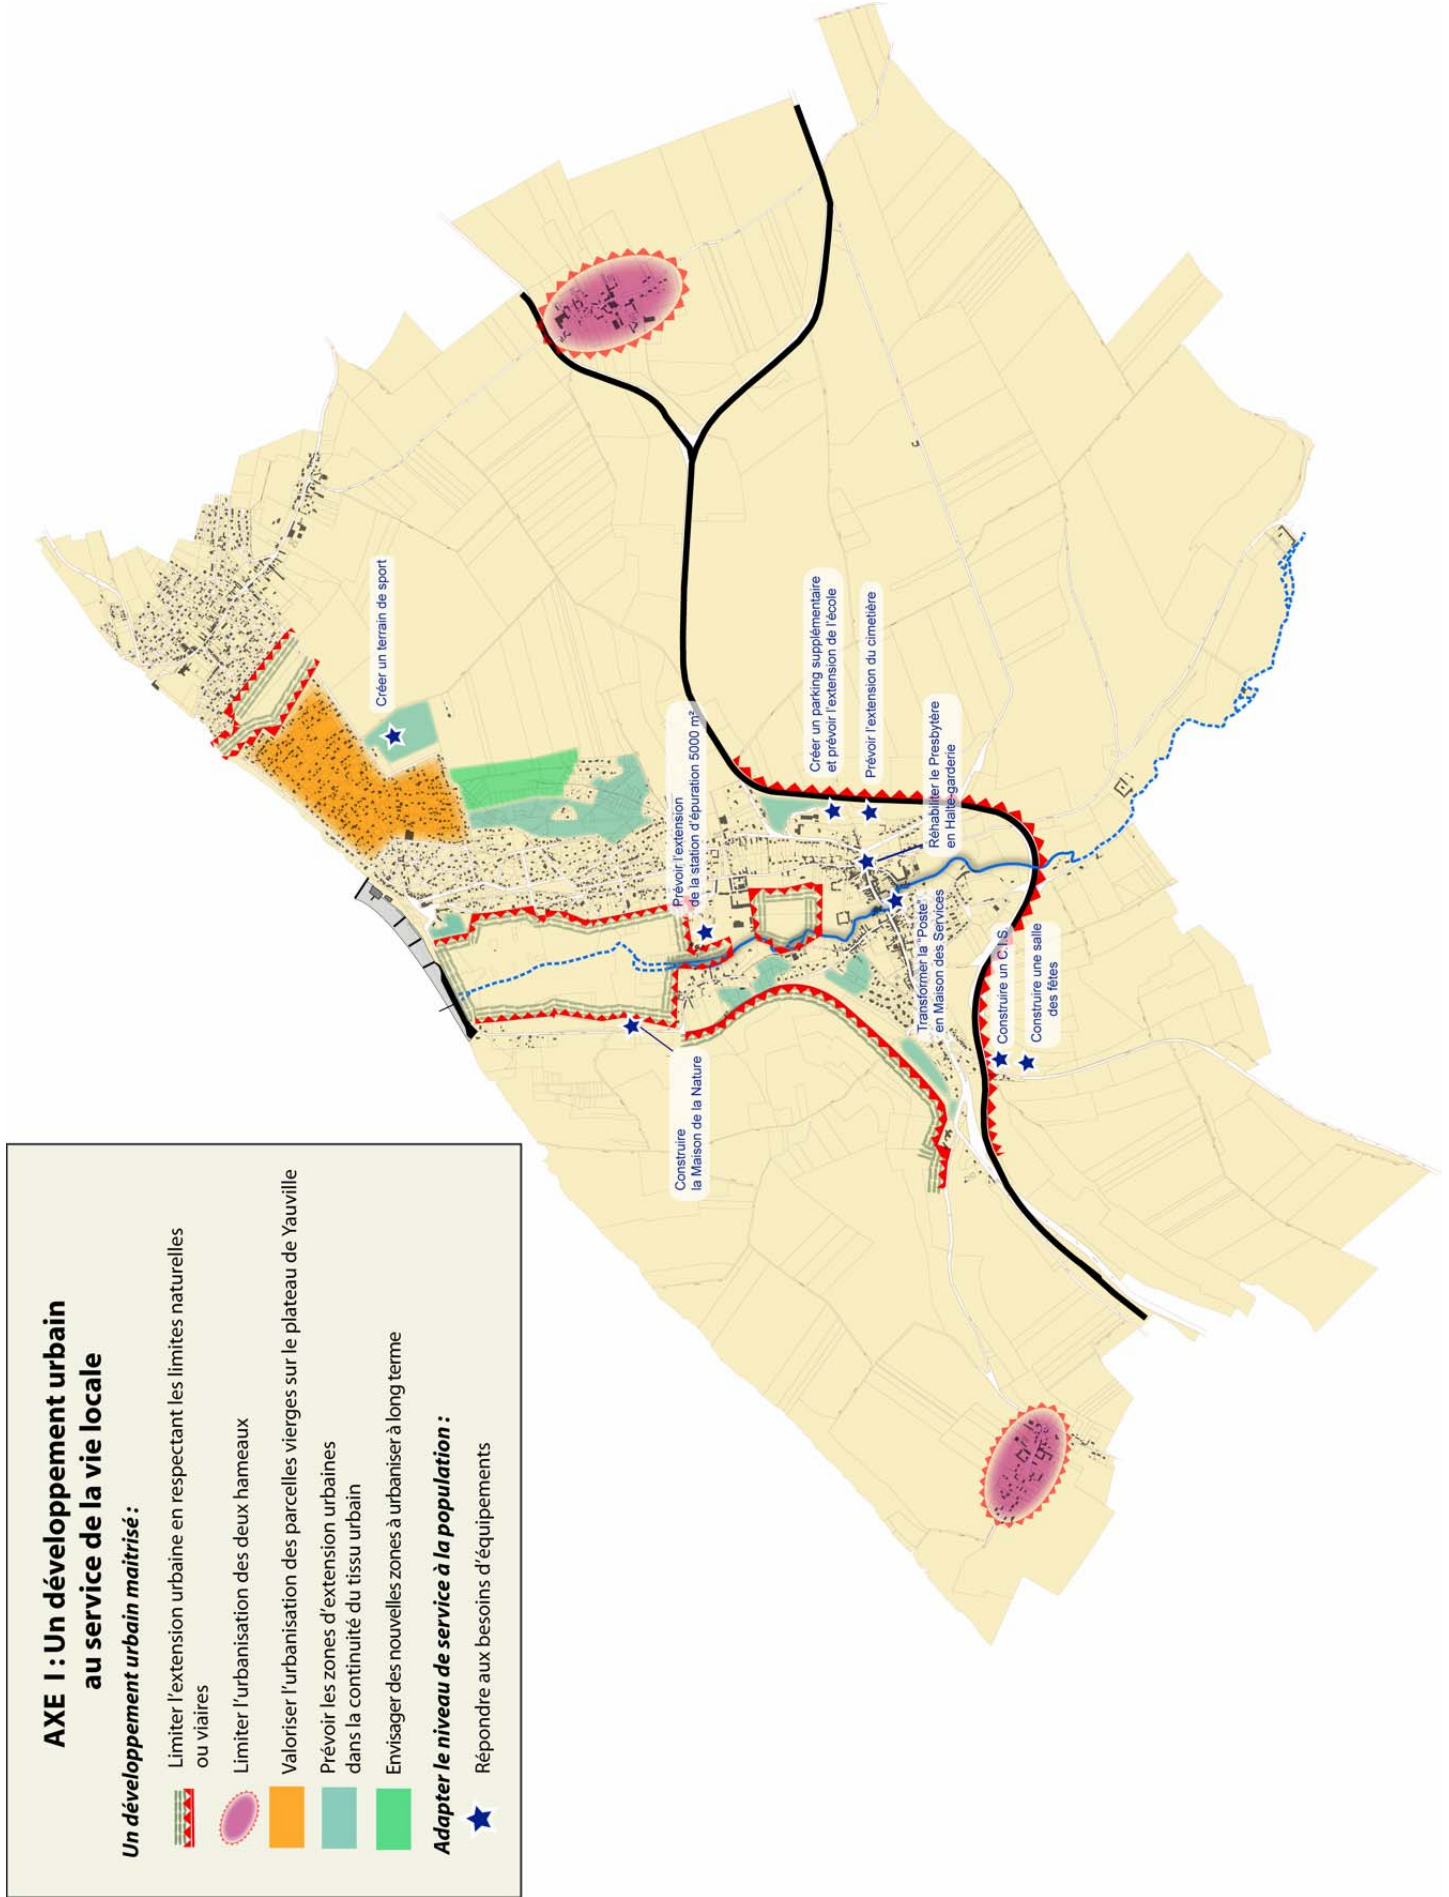 AXE I : Un développement urbain
au service de la vie locale
Un développement urbain maitrisé :
Limiter l'extension urbaine en respectant les limites naturelles
ou viaires
Limiter l'urbanisation des deux hameaux
Valoriser l'urbanisation des parcelles vierges sur le plateau de Yauville
Prévoir les zones d'extension urbaines
dans la continuité du tissu urbain
Envisager des nouvelles zones à urbaniser à long terme
Adapter le niveau de service à la population :
Répondre aux besoins d'équipements
Créer un terrain de sport
Construire
la Maison de la Nature
Prévoir l'extension
de la station d'épuration 5000 m²
Créer un parking supplémentaire
et prévoir l'extension de l'école
Prévoir l'extension du cimetière
Réhabiliter le Presbytère
en Halte-garderie
Transformer la "Poste"
en Maison des Services
Construire un C.I.S.
Construire une salle
des fêtes